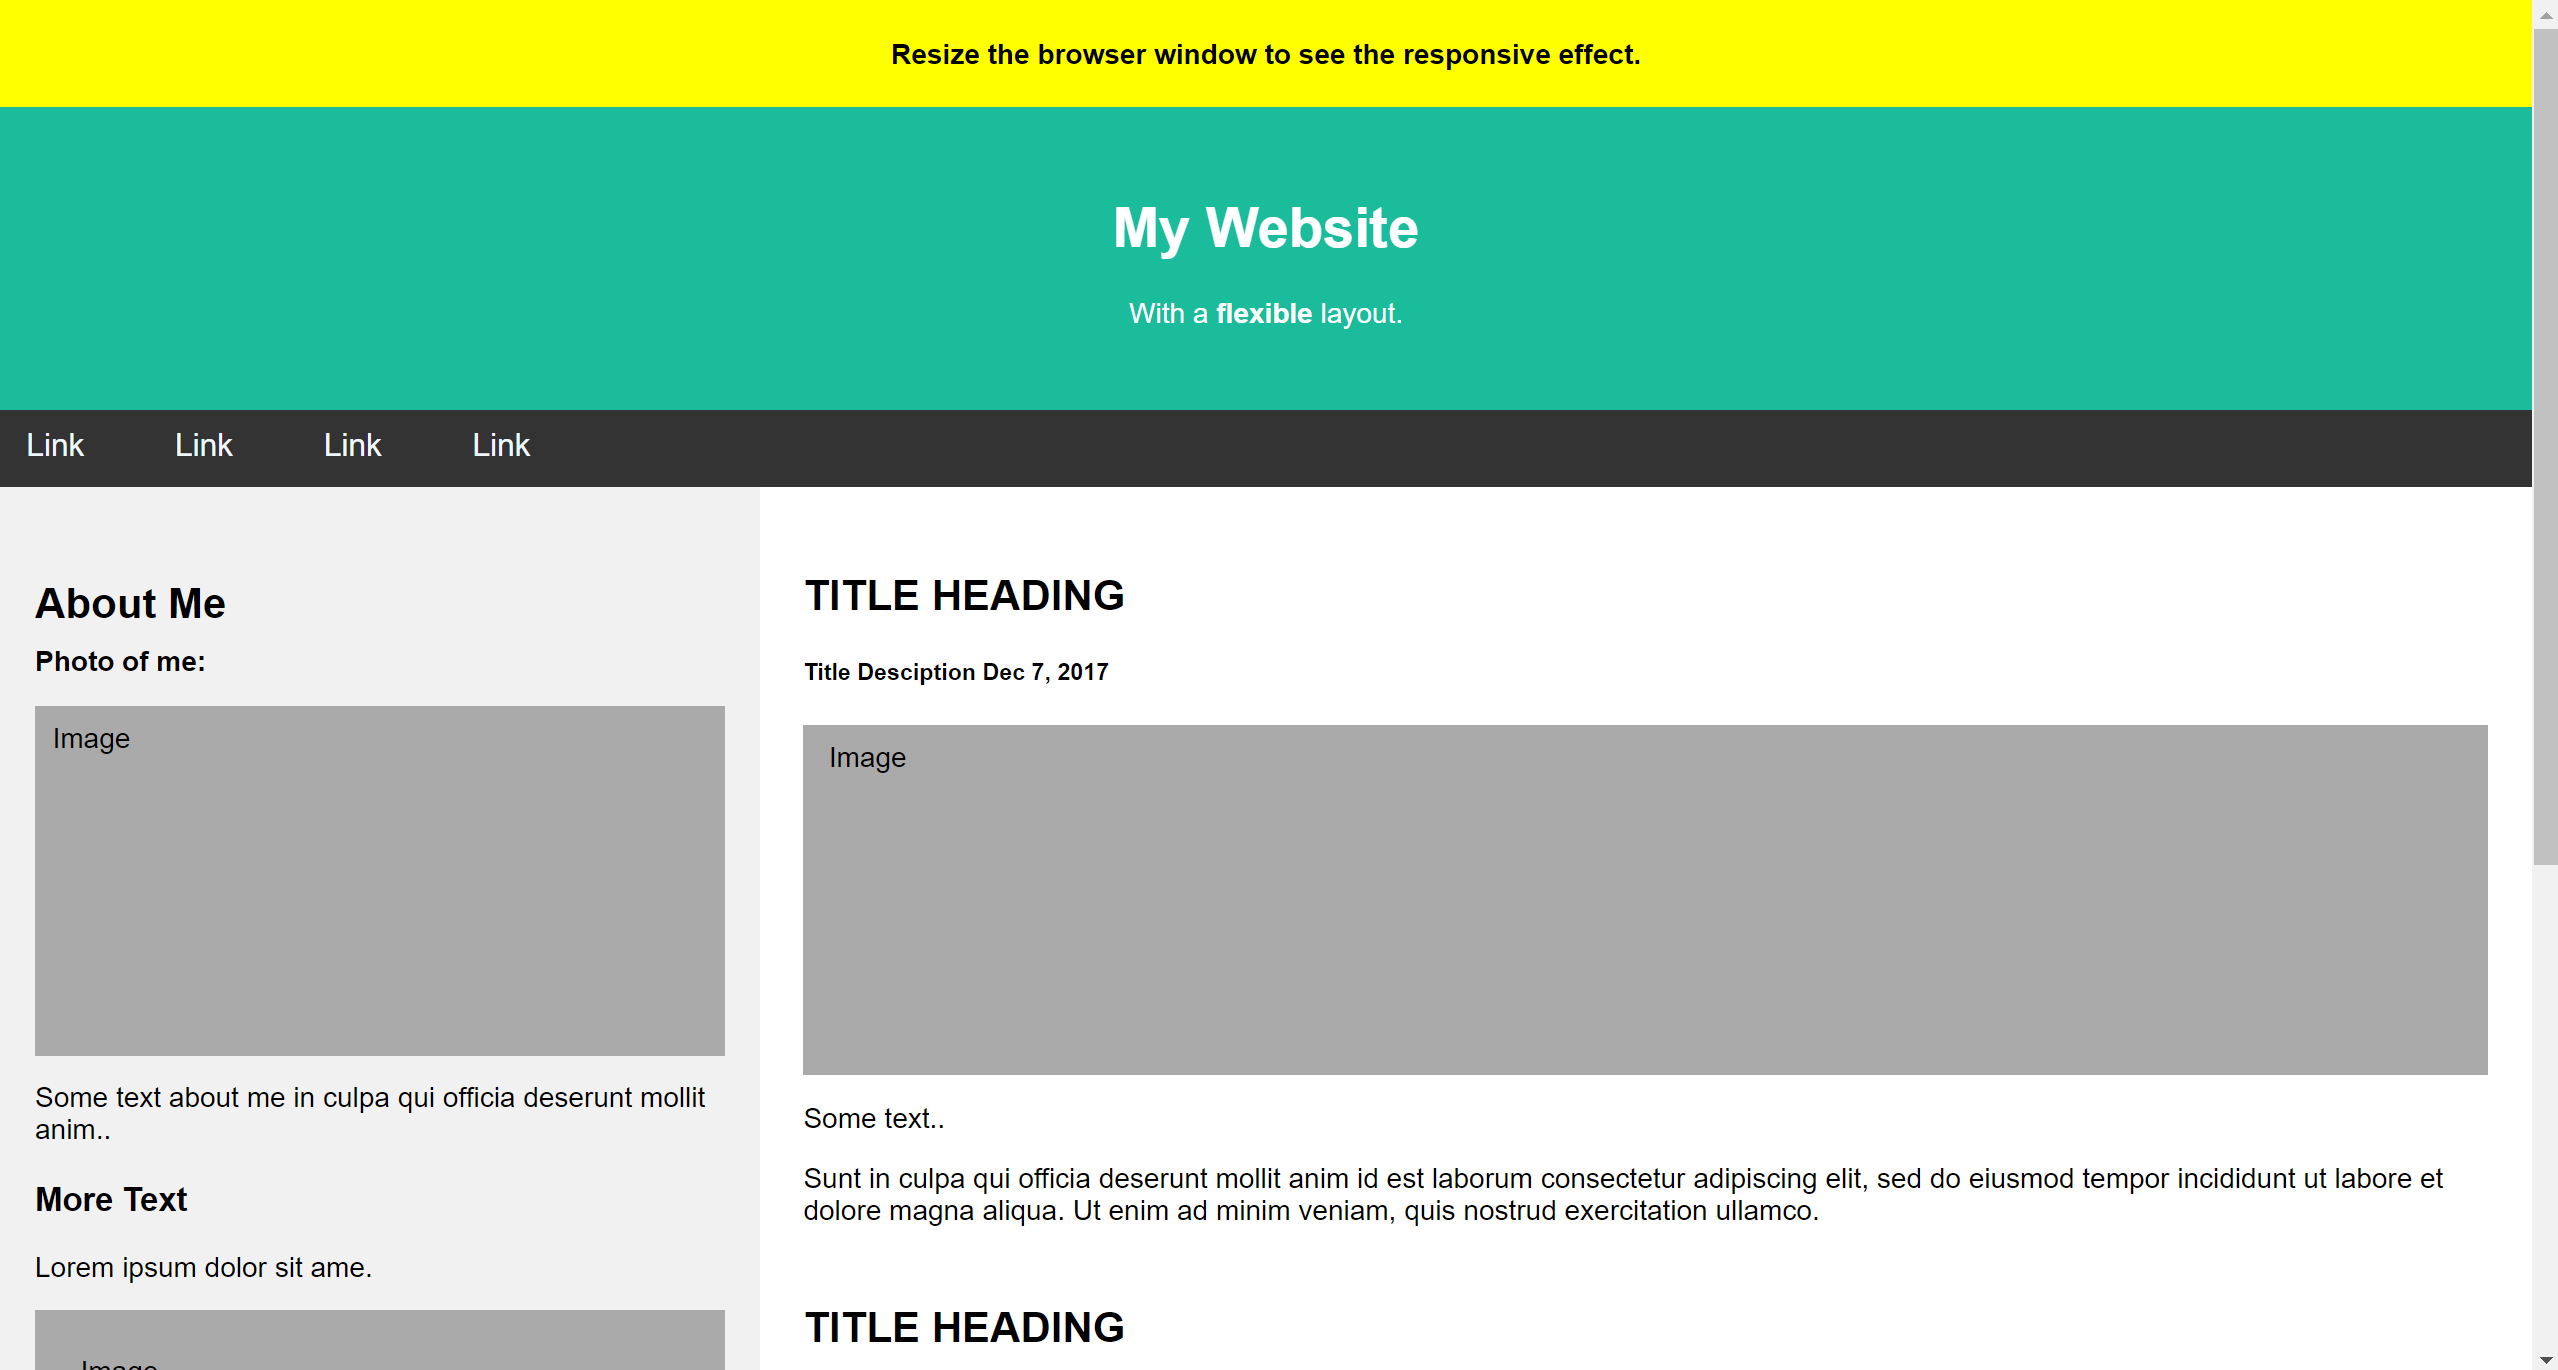 Resize the browser window to see the responsive effect.
My Website
With a flexible layout.
Link Link Link Link
About Me
Photo of me:
Image
Some text about me in culpa qui officia deserunt mollit
anim..
More Text
Lorem ipsum dolor sit ame.
Image
TITLE HEADING
Title Desciption Dec 7, 2017
Image
Some text..
Sunt in culpa qui officia deserunt mollit anim id est laborum consectetur adipiscing elit, sed do eiusmod tempor incididunt ut labore et
dolore magna aliqua. Ut enim ad minim veniam, quis nostrud exercitation ullamco.
TITLE HEADING